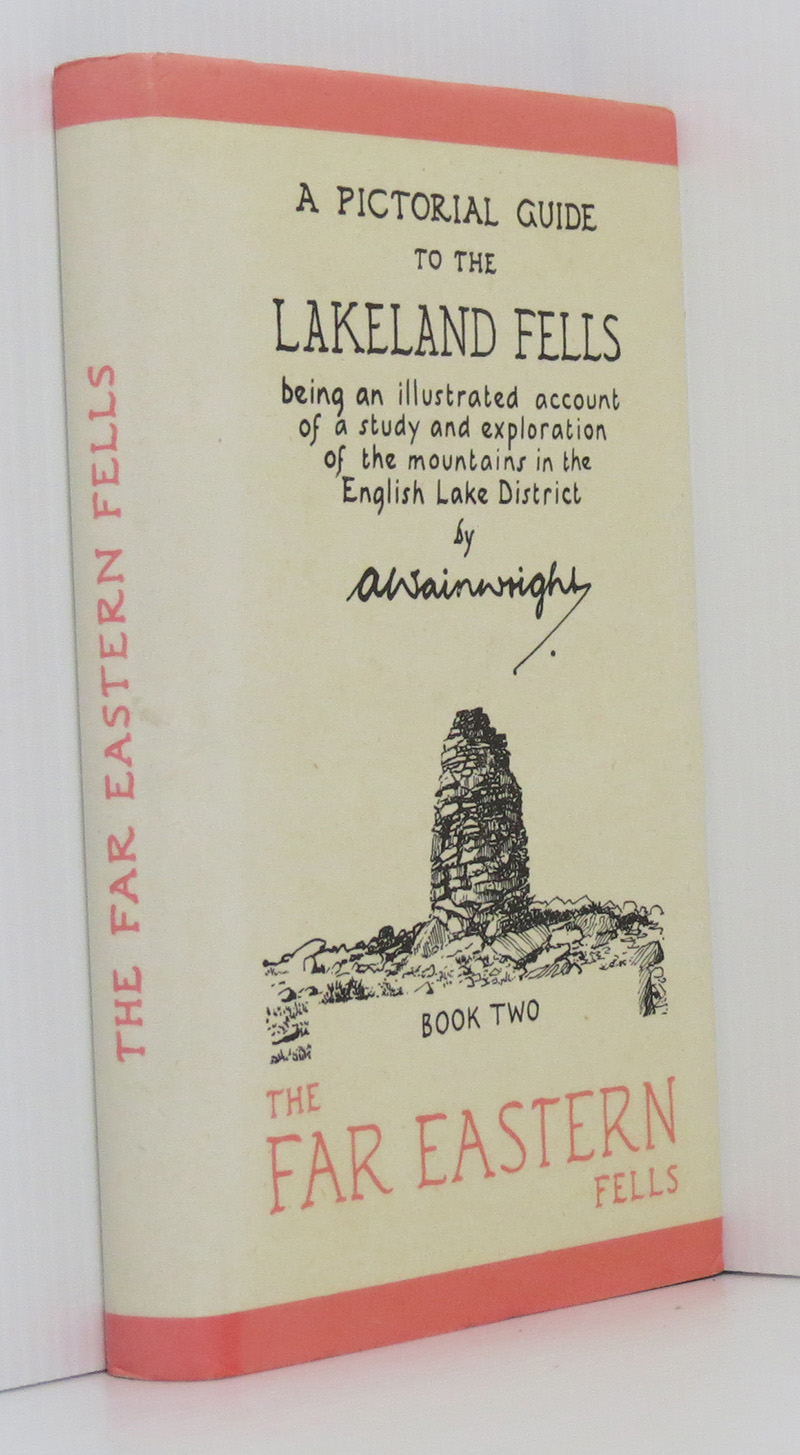 THE FAR EASTERN FELLS
A PICTORIAL GUIDE
TO THE
LAKELAND FELLS
being an illustrated account
of a study and exploration
of the mountains in the
English Lake District
by
AWainwright
BOOK TWO
THE
FAR EASTERN
FELLS